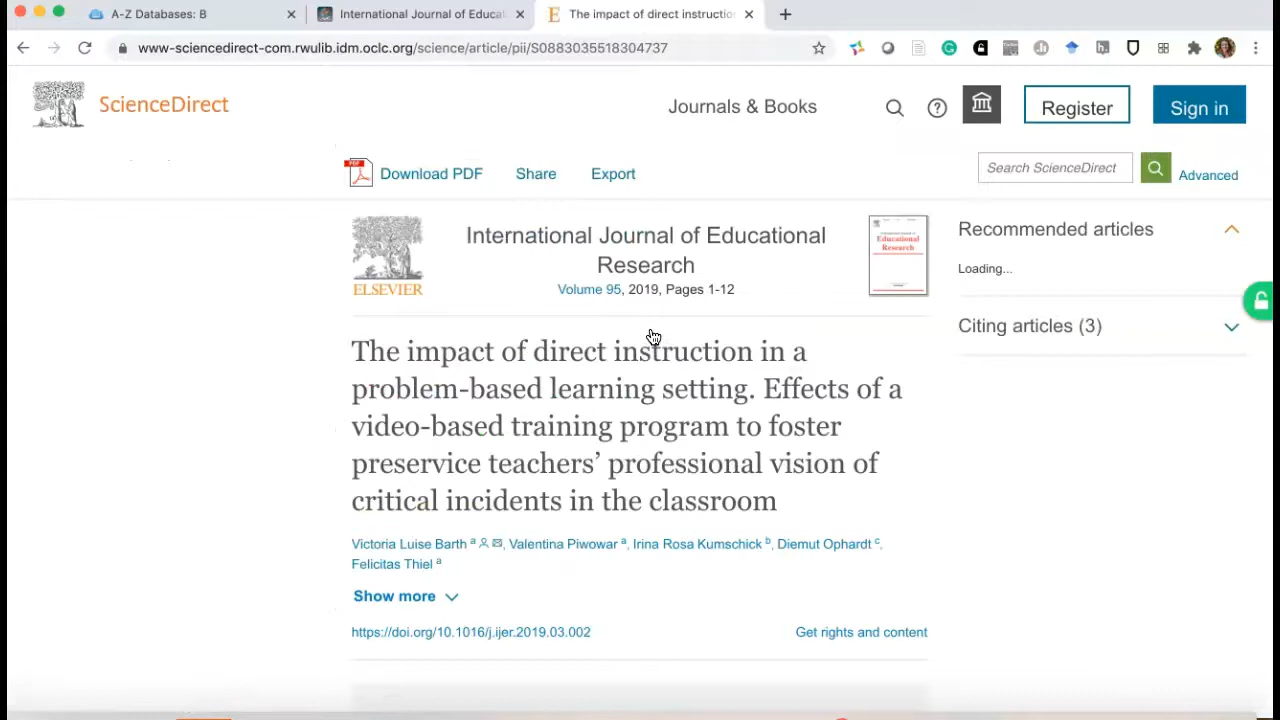 A-Z Databases: B
International Journal of Educat
The impact of direct instruction
www-sciencedirect-com.rwulib.idm.oclc.org/science/article/pii/S0883035518304737
ScienceDirect
Journals & Books
Register
Sign in
Download PDF
Share
Export
Search ScienceDirect
Advanced
ELSEVIER
International Journal of Educational
Research
Volume 95, 2019, Pages 1-12
Educational
Research
Recommended articles
Loading...
Citing articles (3)
The impact of direct instruction in a
problem-based learning setting. Effects of a
video-based training program to foster
preservice teachers’ professional vision of
critical incidents in the classroom
Victoria Luise Barth a, Valentina Piwowar a, Irina Rosa Kumschick b, Diemut Ophardt c,
Felicitas Thiel a
Show more
https://doi.org/10.1016/j.ijer.2019.03.002
Get rights and content